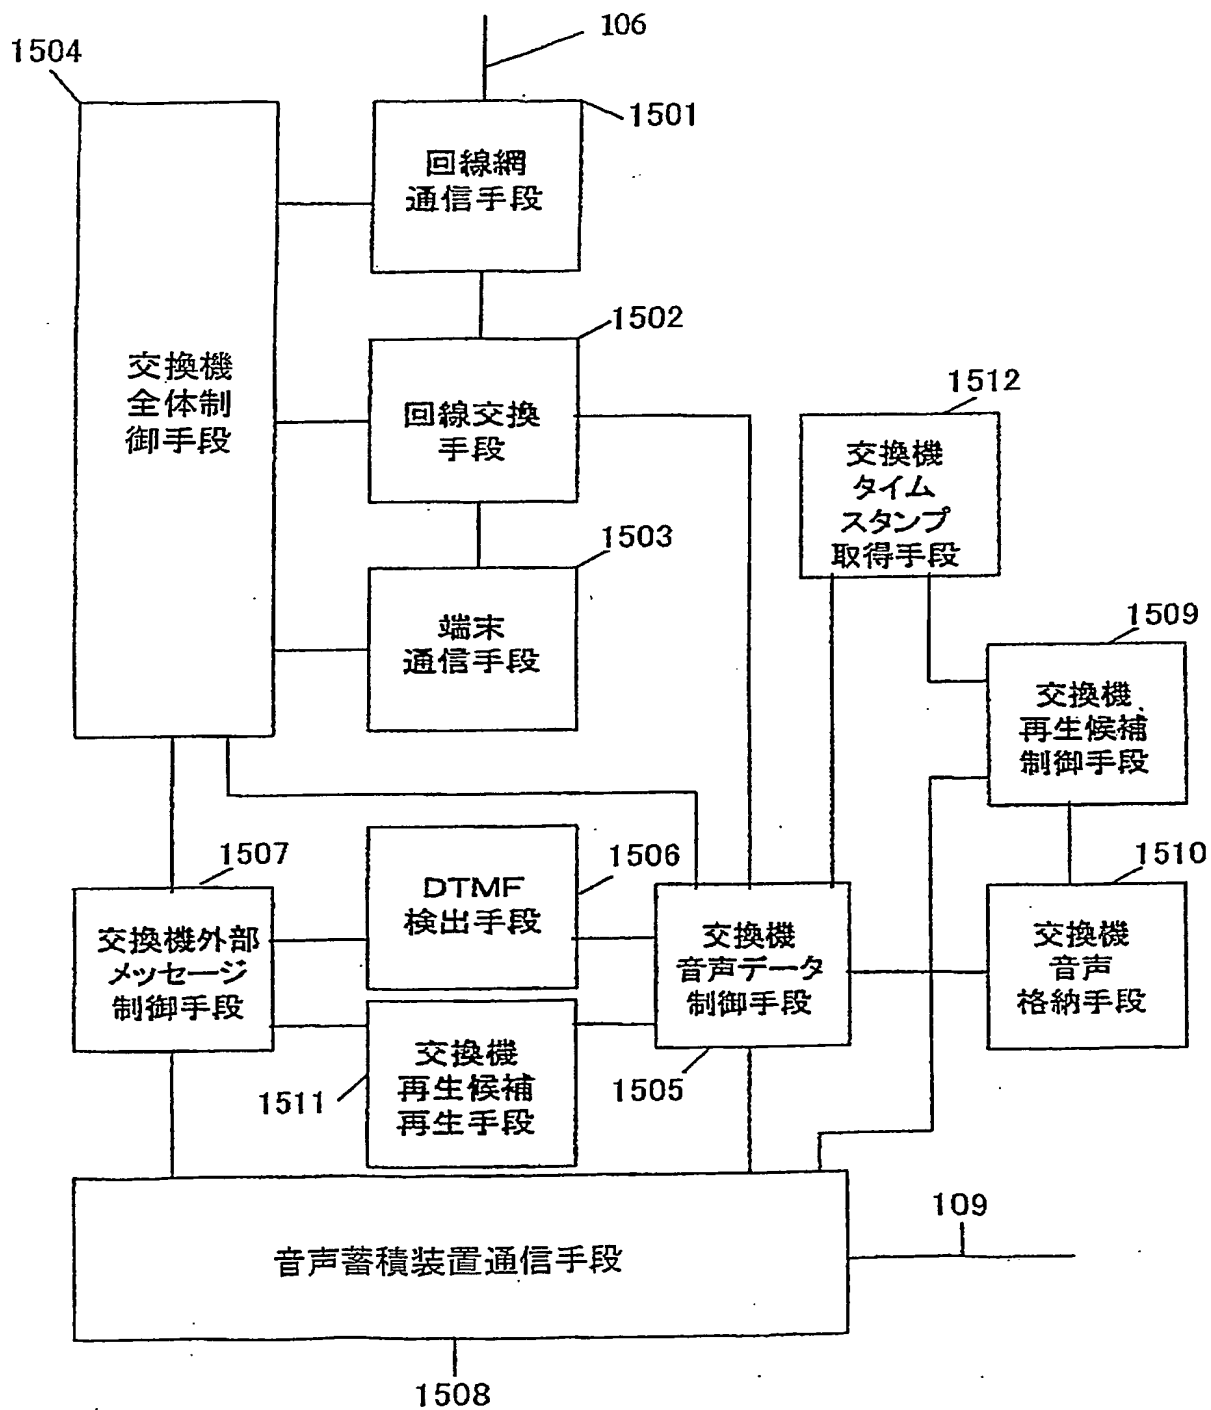 106
1504
1501
回線網
通信手段
1502
交換機
全体制
御手段
回線交換
手段
1512
交換機
タイム
スタンプ
取得手段
1503
端末
通信手段
1509
交換機
再生候補
制御手段
1507
交換機外部
メッセージ
制御手段
DTMF
検出手段
1506
交換機
音声データ
制御手段
1505
1510
交換機
音声
格納手段
1511
交換機
再生候補
再生手段
音声蓄積装置通信手段
109
1508